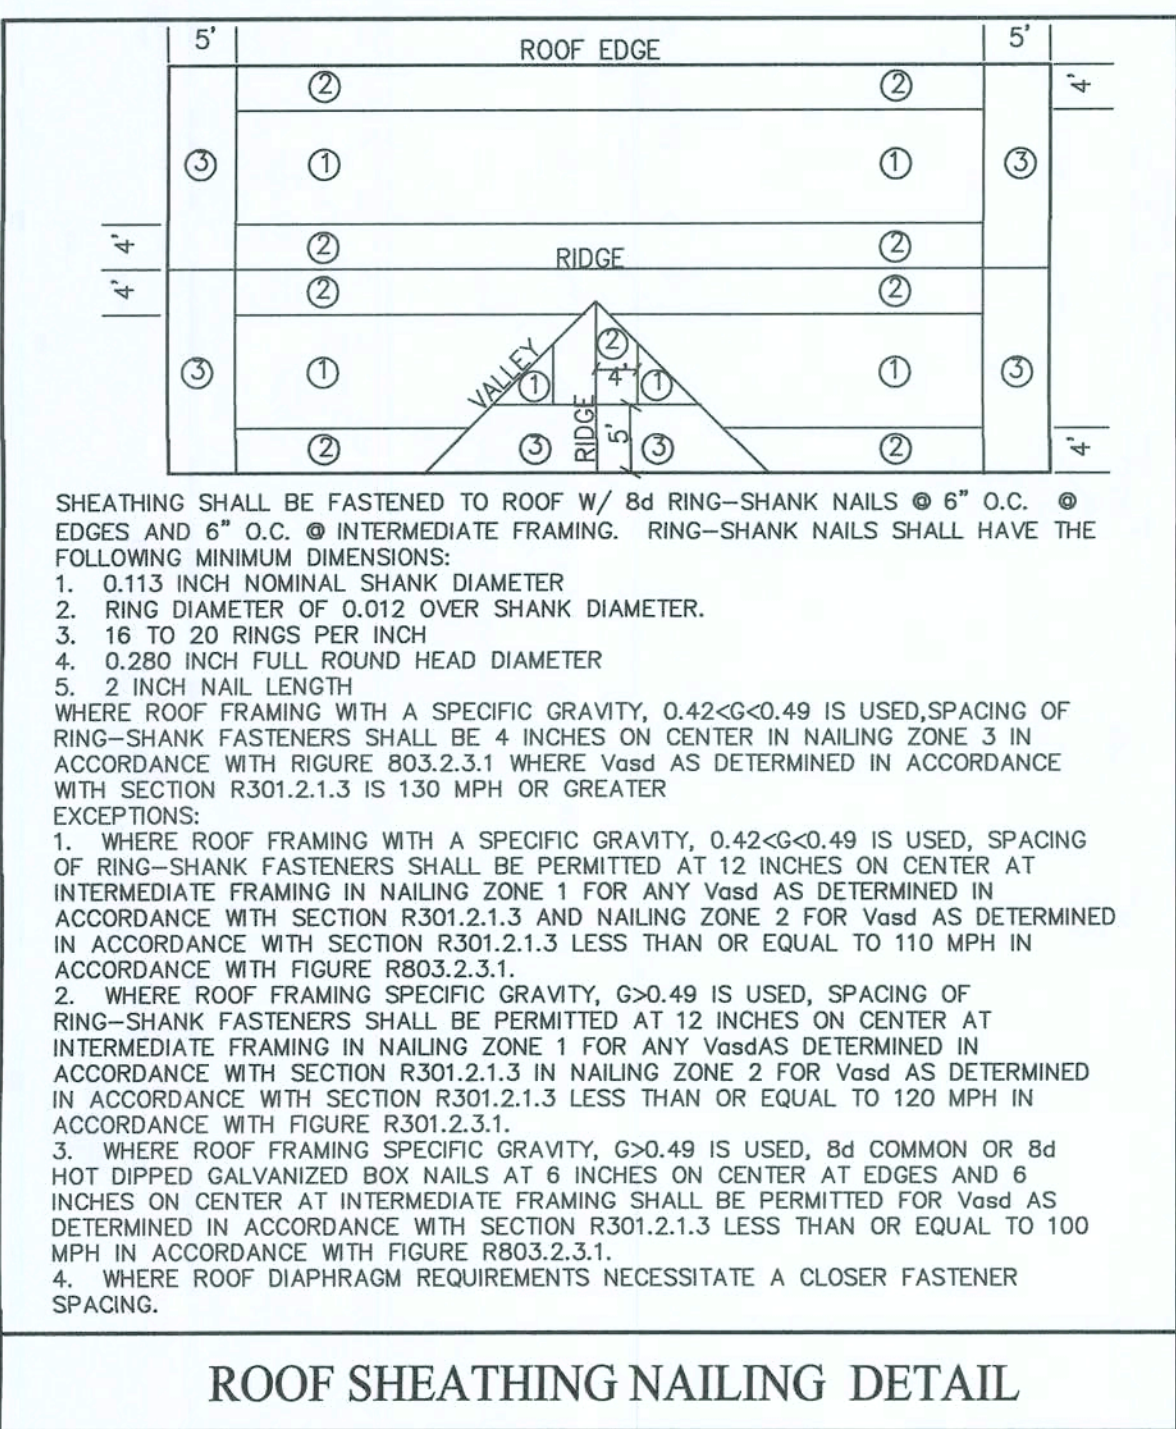 5'
ROOF EDGE
5'
2
2
4'
3
1
1
3
4'
2
RIDGE
2
4'
2
2
3
1
VALLEY
1
2
4'
1
1
3
2
3
RIDGE
5'
3
2
4'
SHEATHING SHALL BE FASTENED TO ROOF W/ 8d RING-SHANK NAILS @ 6" O.C. @
EDGES AND 6" O.C. @ INTERMEDIATE FRAMING. RING-SHANK NAILS SHALL HAVE THE
FOLLOWING MINIMUM DIMENSIONS:
1. 0.113 INCH NOMINAL SHANK DIAMETER
2. RING DIAMETER OF 0.012 OVER SHANK DIAMETER.
3. 16 TO 20 RINGS PER INCH
4. 0.280 INCH FULL ROUND HEAD DIAMETER
5. 2 INCH NAIL LENGTH
WHERE ROOF FRAMING WITH A SPECIFIC GRAVITY, 0.42<G<0.49 IS USED,SPACING OF
RING-SHANK FASTENERS SHALL BE 4 INCHES ON CENTER IN NAILING ZONE 3 IN
ACCORDANCE WITH RIGURE 803.2.3.1 WHERE Vasd AS DETERMINED IN ACCORDANCE
WITH SECTION R301.2.1.3 IS 130 MPH OR GREATER
EXCEPTIONS:
1. WHERE ROOF FRAMING WITH A SPECIFIC GRAVITY, 0.42<G<0.49 IS USED, SPACING
OF RING-SHANK FASTENERS SHALL BE PERMITTED AT 12 INCHES ON CENTER AT
INTERMEDIATE FRAMING IN NAILING ZONE 1 FOR ANY Vasd AS DETERMINED IN
ACCORDANCE WITH SECTION R301.2.1.3 AND NAILING ZONE 2 FOR Vasd AS DETERMINED
IN ACCORDANCE WITH SECTION R301.2.1.3 LESS THAN OR EQUAL TO 110 MPH IN
ACCORDANCE WITH FIGURE R803.2.3.1.
2. WHERE ROOF FRAMING SPECIFIC GRAVITY, G>0.49 IS USED, SPACING OF
RING-SHANK FASTENERS SHALL BE PERMITTED AT 12 INCHES ON CENTER AT
INTERMEDIATE FRAMING IN NAILING ZONE 1 FOR ANY VasdAS DETERMINED IN
ACCORDANCE WITH SECTION R301.2.1.3 IN NAILING ZONE 2 FOR Vasd AS DETERMINED
IN ACCORDANCE WITH SECTION R301.2.1.3 LESS THAN OR EQUAL TO 120 MPH IN
ACCORDANCE WITH FIGURE R301.2.3.1.
3. WHERE ROOF FRAMING SPECIFIC GRAVITY, G>0.49 IS USED, 8d COMMON OR 8d
HOT DIPPED GALVANIZED BOX NAILS AT 6 INCHES ON CENTER AT EDGES AND 6
INCHES ON CENTER AT INTERMEDIATE FRAMING SHALL BE PERMITTED FOR Vasd AS
DETERMINED IN ACCORDANCE WITH SECTION R301.2.1.3 LESS THAN OR EQUAL TO 100
MPH IN ACCORDANCE WITH FIGURE R803.2.3.1.
4. WHERE ROOF DIAPHRAGM REQUIREMENTS NECESSITATE A CLOSER FASTENER
SPACING.
ROOF SHEATHING NAILING DETAIL